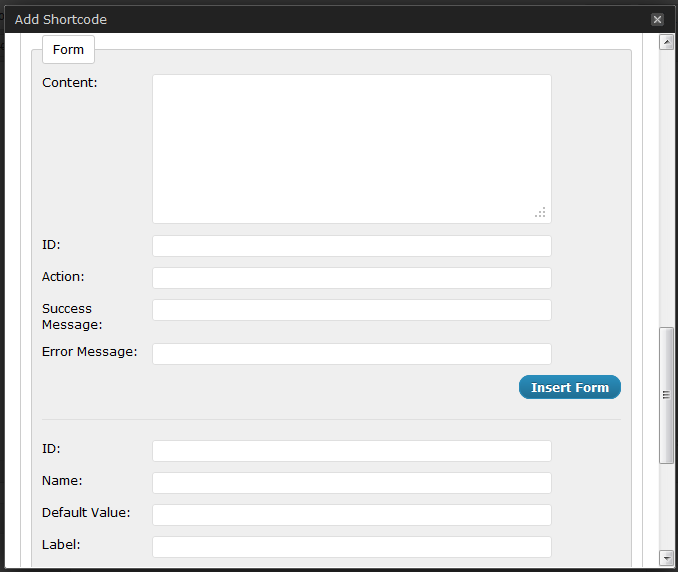 Add Shortcode
Form
Content:
ID:
Action:
Success
Message:
Error Message:
Insert Form
ID:
Name:
Default Value:
Label: